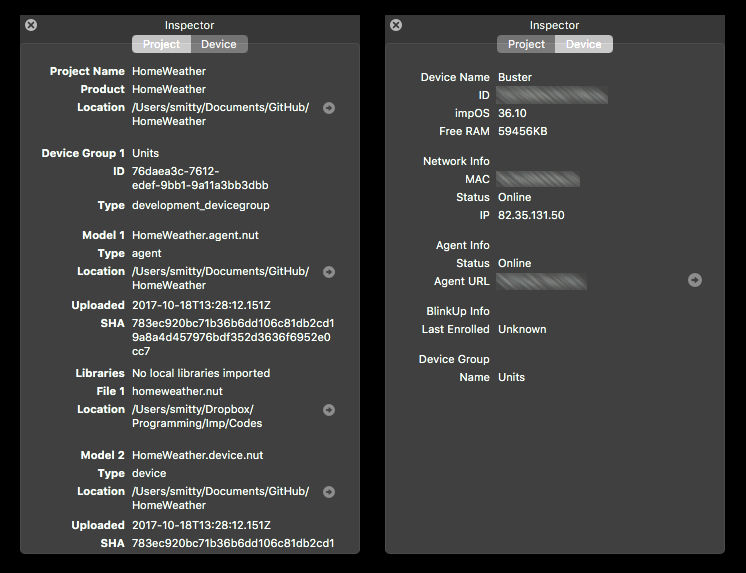 Inspector
Project Device
Project Name HomeWeather
Product HomeWeather
Location /Users/smitty/Documents/GitHub/
HomeWeather
Device Group 1 Units
ID 76daea3c-7612-
edef-9bb1-9a11a3bb3dbb
Type development_devicegroup
Model 1 HomeWeather.agent.nut
Type agent
Location /Users/smitty/Documents/GitHub/
HomeWeather
Uploaded 2017-10-18T13:28:12.151Z
SHA 783ec920bc71b36b6dd106c81db2cd1
9a8a4d457976bdf352d3636f6952e0
cc7
Libraries No local libraries imported
File 1 homeweather.nut
Location /Users/smitty/Dropbox/
Programming/Imp/Codes
Model 2 HomeWeather.device.nut
Type device
Location /Users/smitty/Documents/GitHub/
HomeWeather
Uploaded 2017-10-18T13:28:12.151Z
SHA 783ec920bc71b36b6dd106c81db2cd1
Inspector
Project Device
Device Name Buster
ID
impOS 36.10
Free RAM 59456KB
Network Info
MAC
Status Online
IP 82.35.131.50
Agent Info
Status Online
Agent URL
BlinkUp Info
Last Enrolled Unknown
Device Group
Name Units